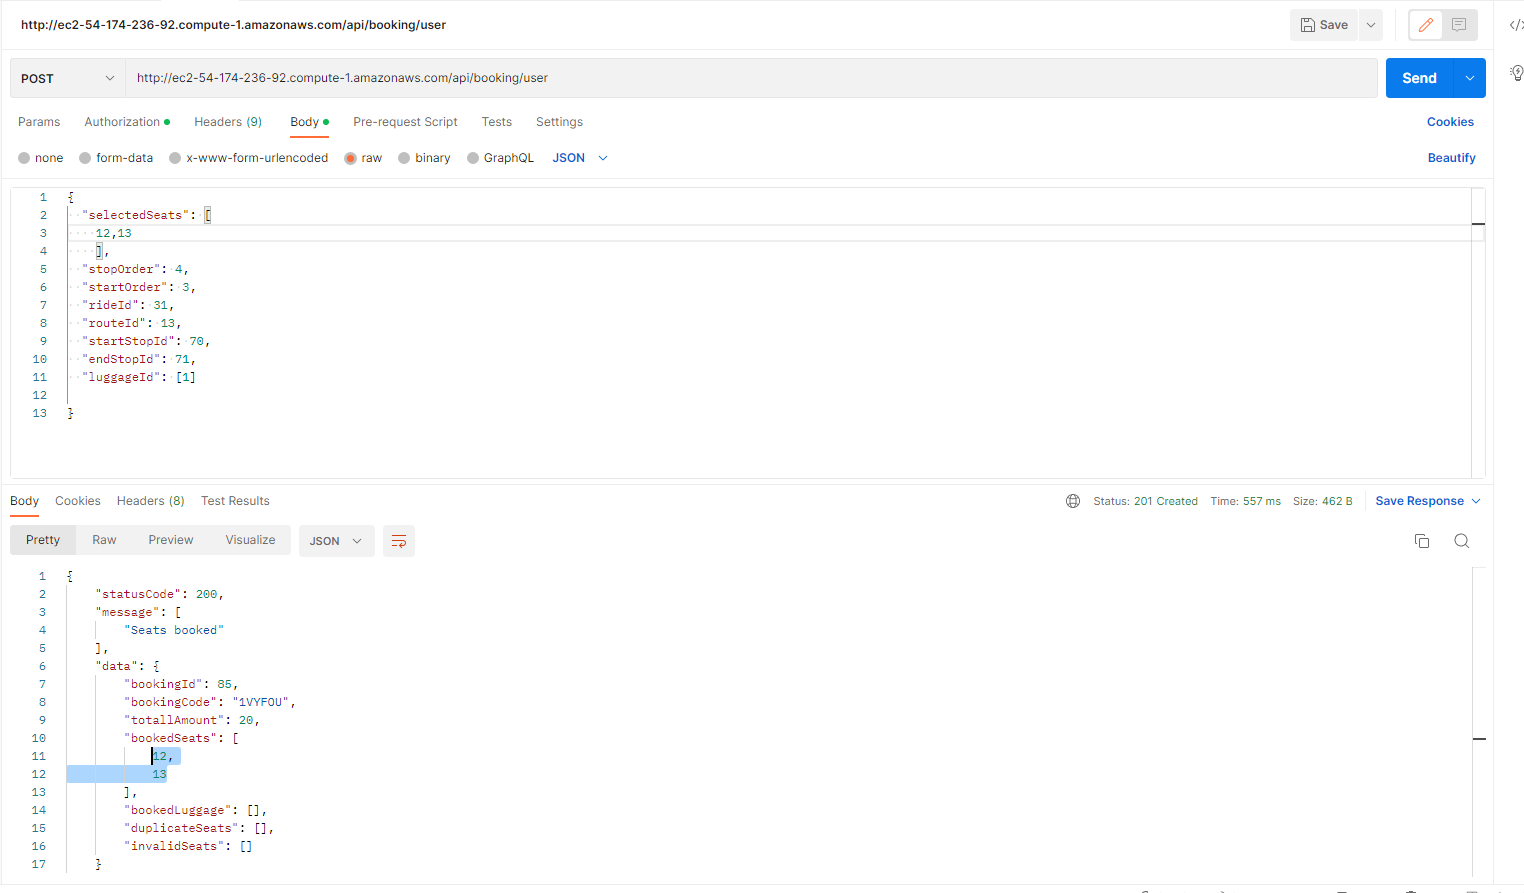 http://ec2-54-174-236-92.compute-1.amazonaws.com/api/booking/user
Save
POST
http://ec2-54-174-236-92.compute-1.amazonaws.com/api/booking/user
Send
Params
Authorization
Headers (9)
Body
Pre-request Script
Tests
Settings
Cookies
none
form-data
x-www-form-urlencoded
raw
binary
GraphQL
JSON
Beautify
1 {
2 "selectedSeats": [
3 12,13
4 ],
5 "stopOrder": 4,
6 "startOrder": 3,
7 "rideId": 31,
8 "routeId": 13,
9 "startStopId": 70,
10 "endStopId": 71,
11 "luggageId": [1]
12
13 }
Body
Cookies
Headers (8)
Test Results
Status: 201 Created
Time: 557 ms
Size: 462 B
Save Response
Pretty
Raw
Preview
Visualize
JSON
1 {
2 "statusCode": 200,
3 "message": [
4 "Seats booked"
5 ],
6 "data": {
7 "bookingId": 85,
8 "bookingCode": "1VYFOU",
9 "totallAmount": 20,
10 "bookedSeats": [
11 12,
12 13
13 ],
14 "bookedLuggage": [],
15 "duplicateSeats": [],
16 "invalidSeats": []
17 }